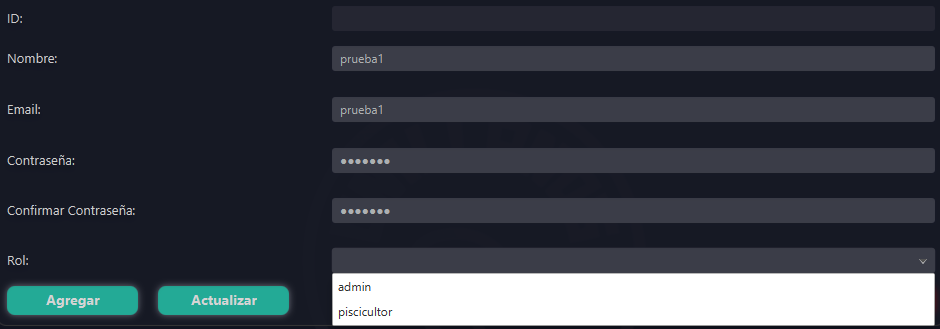 ID:
Nombre: prueba1
Email: prueba1
Contraseña: •••••••
Confirmar Contraseña: •••••••
Rol:
admin
piscicultor
Agregar Actualizar